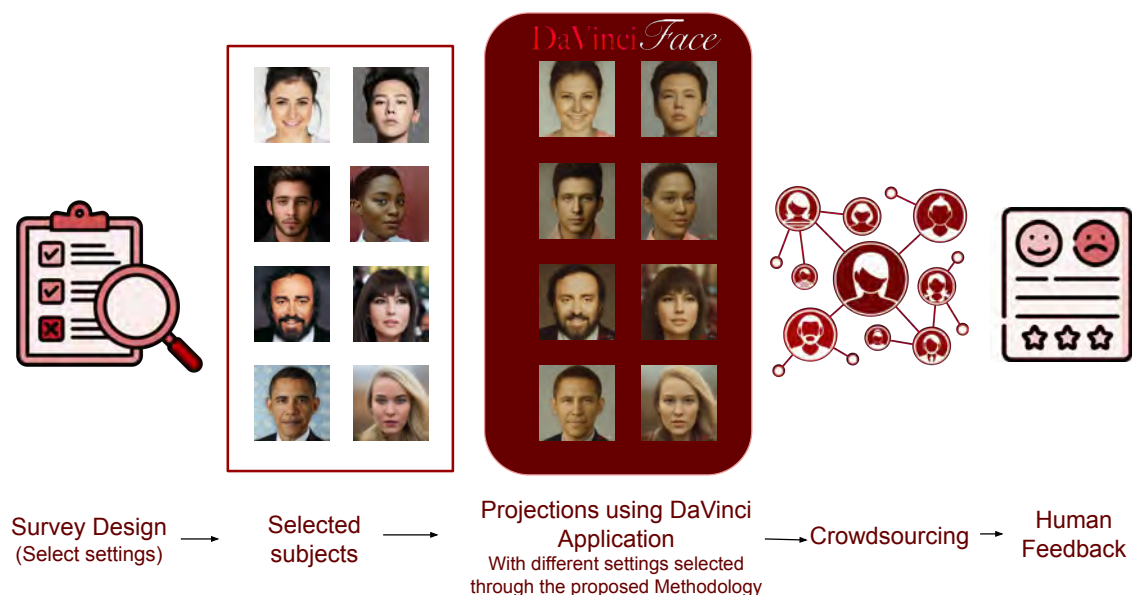 DaVinci Face
Survey Design
(Select settings)
Selected
subjects
Projections using DaVinci
Application
With different settings selected
through the proposed Methodology
Crowdsourcing
Human
Feedback